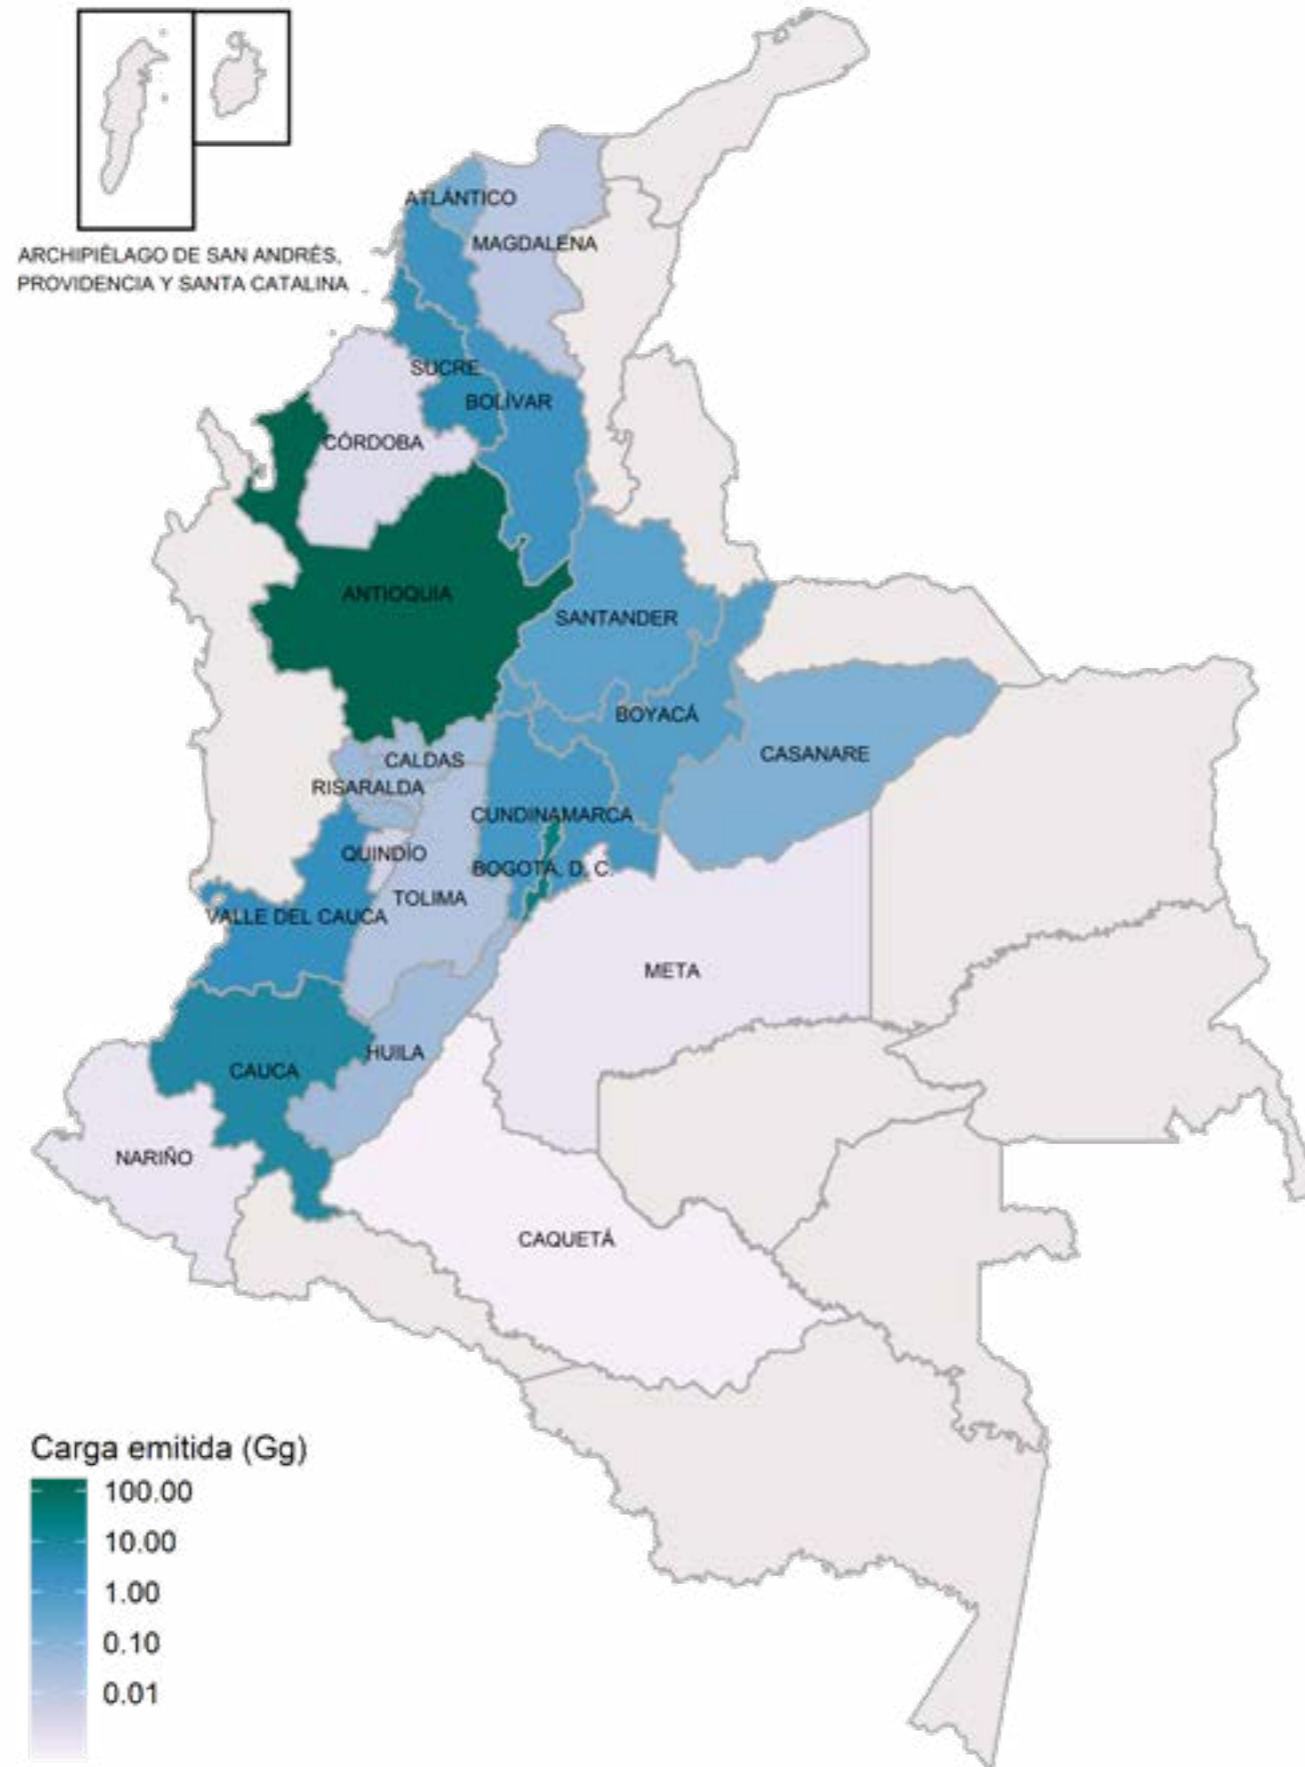 ATLÁNTICO
MAGDALENA
ARCHIPIÉLAGO DE SAN ANDRÉS,
PROVIDENCIA Y SANTA CATALINA
SUCRE
BOLÍVAR
CÓRDOBA
ANTIOQUIA
SANTANDER
BOYACÁ
CASANARE
CALDAS
RISARALDA
CUNDINAMARCA
QUINDÍO
BOGOTÁ, D. C.
TOLIMA
VALLE DEL CAUCA
META
HUILA
CAUCA
NARIÑO
CAQUETÁ
Carga emitida (Gg)
100.00
10.00
1.00
0.10
0.01